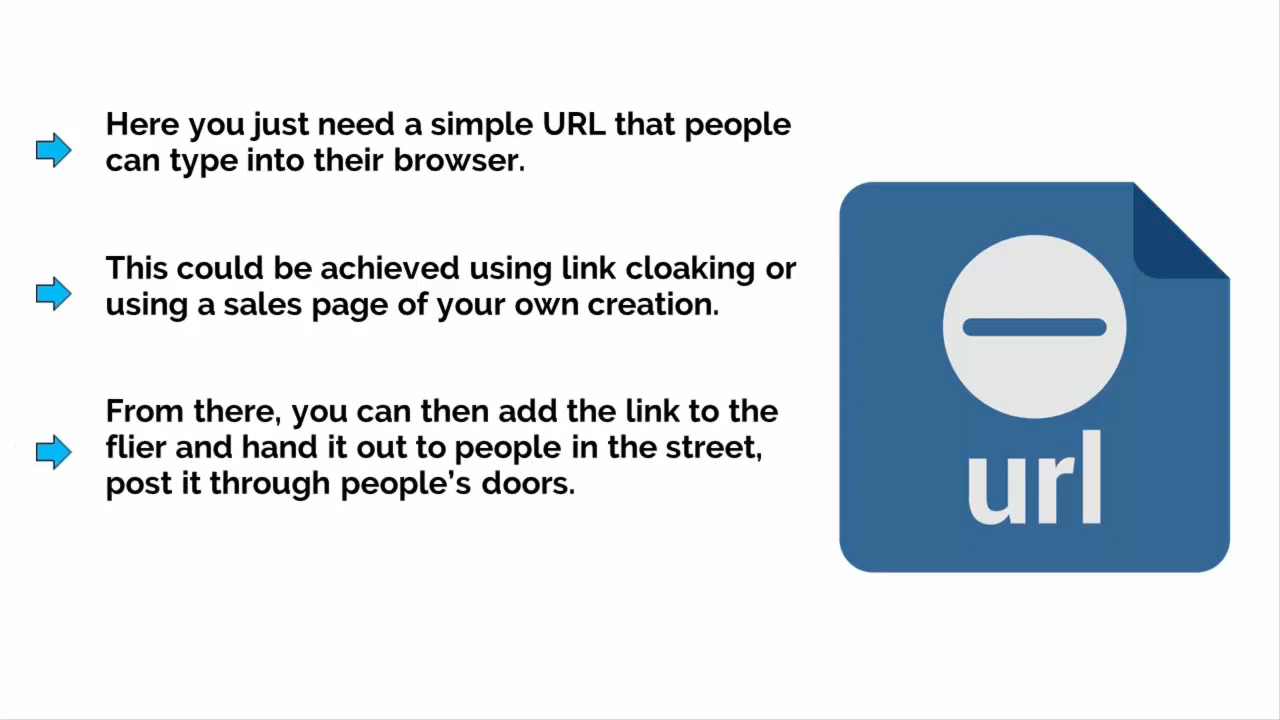 Here you just need a simple URL that people
can type into their browser.
This could be achieved using link cloaking or
using a sales page of your own creation.
From there, you can then add the link to the
flier and hand it out to people in the street,
post it through people's doors.
url